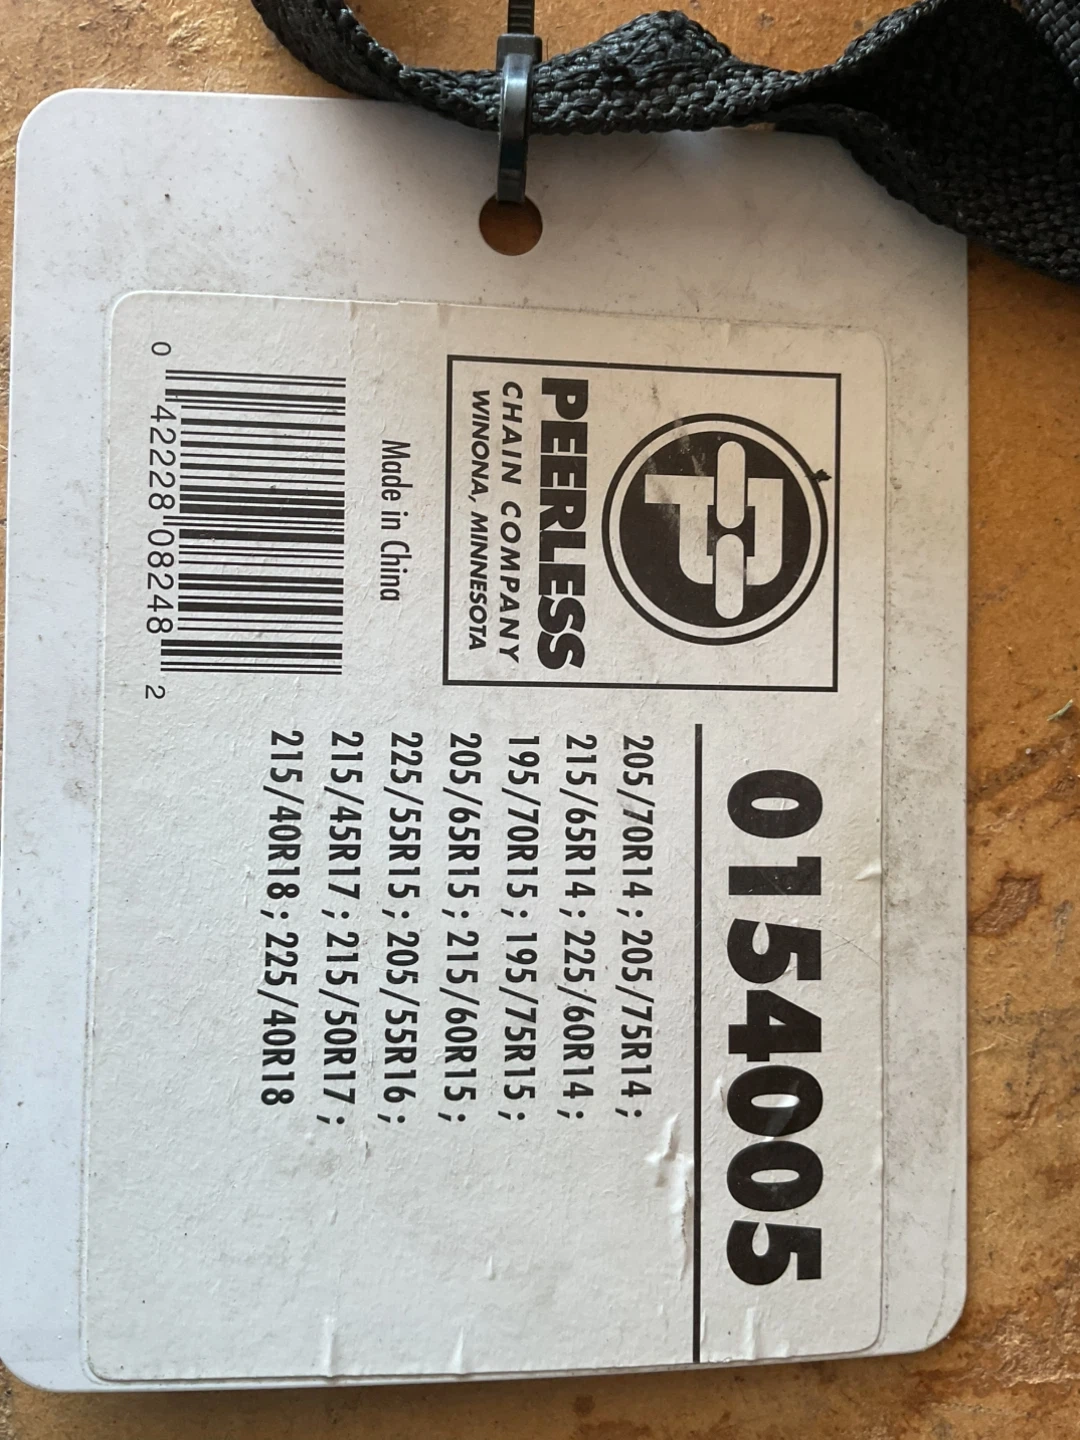 PEERLESS
CHAIN COMPANY
WINONA, MINNESOTA
Made in China
0 42228 08248 2
0154005
205/70R14 ; 205/75R14 ;
215/65R14 ; 225/60R14 ;
195/70R15 ; 195/75R15 ;
205/65R15 ; 215/60R15 ;
225/55R15 ; 205/55R16 ;
215/45R17 ; 215/50R17 ;
215/40R18 ; 225/40R18